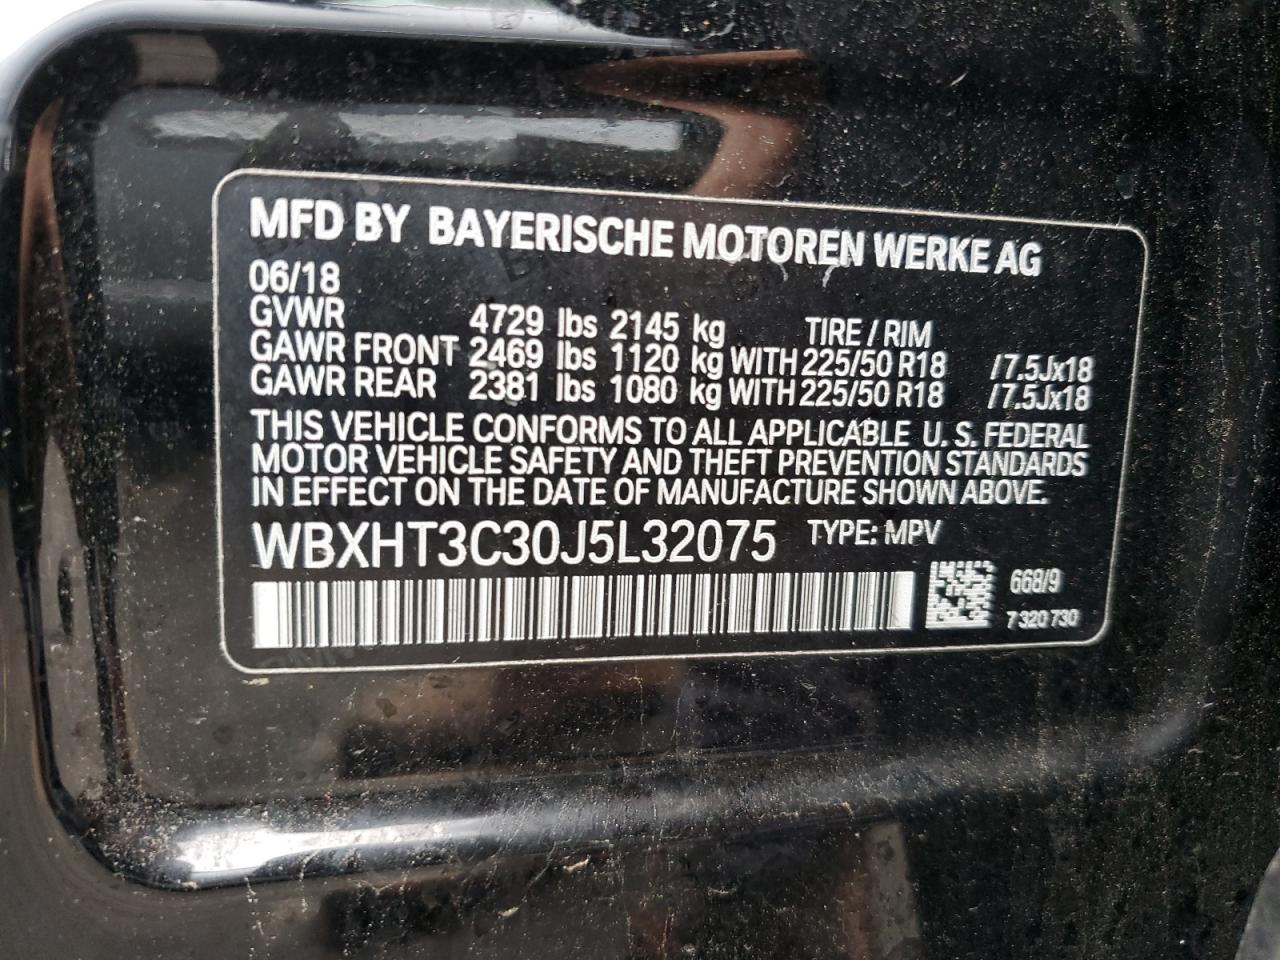 MFD BY BAYERISCHE MOTOREN WERKE AG
06/18
GVWR 4729 lbs 2145 kg TIRE / RIM
GAWR FRONT 2469 lbs 1120 kg WITH 225/50 R18 /7.5Jx18
GAWR REAR 2381 lbs 1080 kg WITH 225/50 R18 /7.5Jx18
THIS VEHICLE CONFORMS TO ALL APPLICABLE U. S. FEDERAL
MOTOR VEHICLE SAFETY AND THEFT PREVENTION STANDARDS
IN EFFECT ON THE DATE OF MANUFACTURE SHOWN ABOVE.
WBXHT3C30J5L32075 TYPE: MPV
668/9
7 320 730